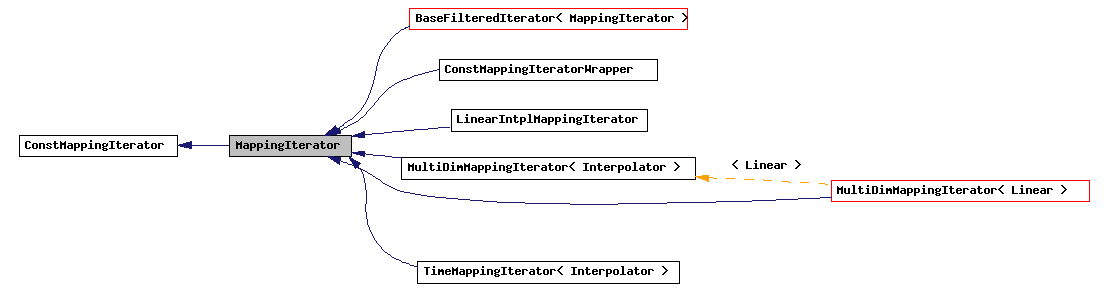 BaseFilteredIterator< MappingIterator >
ConstMappingIteratorWrapper
LinearIntplMappingIterator
ConstMappingIterator
MappingIterator
MultiDimMappingIterator< Interpolator >
< Linear >
MultiDimMappingIterator< Linear >
TimeMappingIterator< Interpolator >